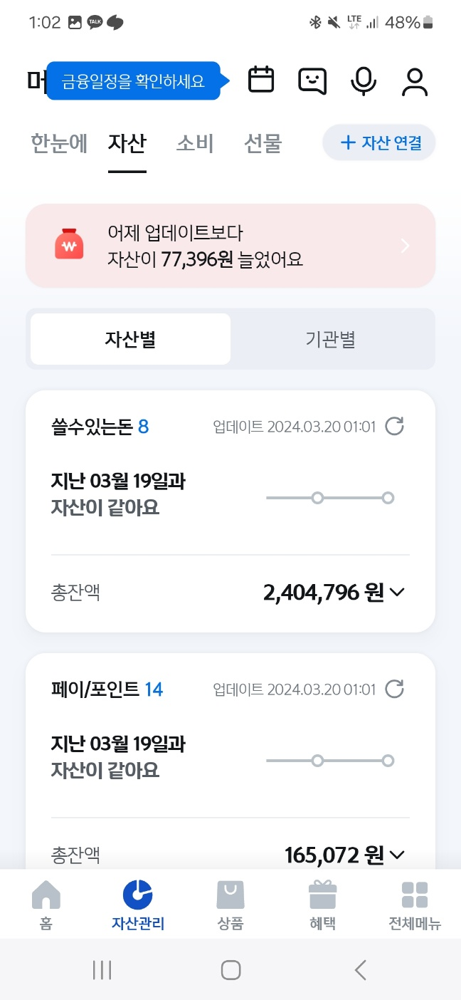 1:02 TALK LTE 48%
머
금융일정을 확인하세요
한눈에 자산 소비 선물 + 자산 연결
어제 업데이트보다
자산이 77,396원 늘었어요
자산별 기관별
쓸수있는돈 8 업데이트 2024.03.20 01:01
지난 03월 19일과
자산이 같아요
총잔액 2,404,796 원
페이/포인트 14 업데이트 2024.03.20 01:01
지난 03월 19일과
자산이 같아요
총잔액 165,072 원
홈 자산관리 상품 혜택 전체메뉴